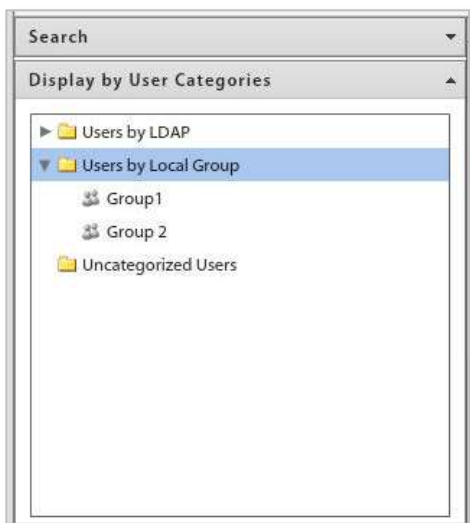 Search
Display by User Categories
Users by LDAP
Users by Local Group
Group1
Group 2
Uncategorized Users